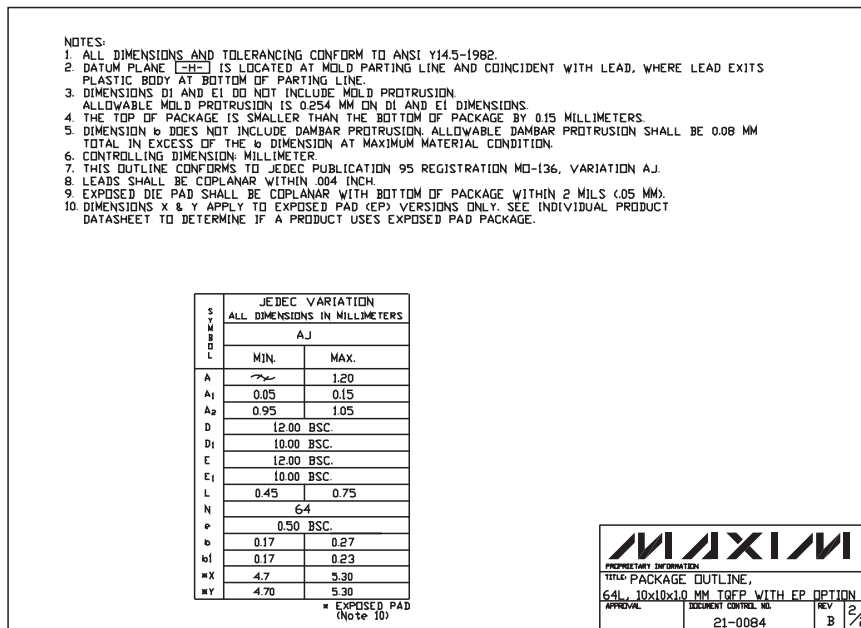 NOTES:
1. ALL DIMENSIONS AND TOLERANCING CONFORM TO ANSI Y14.5-1982.
2. DATUM PLANE -H- IS LOCATED AT MOLD PARTING LINE AND COINCIDENT WITH LEAD, WHERE LEAD EXITS
PLASTIC BODY AT BOTTOM OF PARTING LINE.
3. DIMENSIONS D1 AND E1 DO NOT INCLUDE MOLD PROTRUSION.
ALLOWABLE MOLD PROTRUSION IS 0.254 MM ON D1 AND E1 DIMENSIONS.
4. THE TOP OF PACKAGE IS SMALLER THAN THE BOTTOM OF PACKAGE BY 0.15 MILLIMETERS.
5. DIMENSION b DOES NOT INCLUDE DAMBAR PROTRUSION. ALLOWABLE DAMBAR PROTRUSION SHALL BE 0.08 MM
TOTAL IN EXCESS OF THE b DIMENSION AT MAXIMUM MATERIAL CONDITION.
6. CONTROLLING DIMENSION: MILLIMETER.
7. THIS OUTLINE CONFORMS TO JEDEC PUBLICATION 95 REGISTRATION MO-136, VARIATION AJ.
8. LEADS SHALL BE COPLANAR WITHIN .004 INCH.
9. EXPOSED DIE PAD SHALL BE COPLANAR WITH BOTTOM OF PACKAGE WITHIN 2 MILS (.05 MM).
10. DIMENSIONS X & Y APPLY TO EXPOSED PAD (EP) VERSIONS ONLY. SEE INDIVIDUAL PRODUCT
DATASHEET TO DETERMINE IF A PRODUCT USES EXPOSED PAD PACKAGE.
SYMBOL
JEDEC VARIATION
ALL DIMENSIONS IN MILLIMETERS
AJ
MIN. MAX.
A 1.20
A1 0.05 0.15
A2 0.95 1.05
D 12.00 BSC.
D1 10.00 BSC.
E 12.00 BSC.
E1 10.00 BSC.
L 0.45 0.75
N 64
e 0.50 BSC.
b 0.17 0.27
b1 0.17 0.23
*X 4.7 5.30
*Y 4.70 5.30
* EXPOSED PAD
(Note 10)
MAXIM
PROPRIETARY INFORMATION
TITLE: PACKAGE OUTLINE,
64L, 10x10x1.0 MM TQFP WITH EP OPTION
APPROVAL DOCUMENT CONTROL NO. REV
21-0084 B 2/